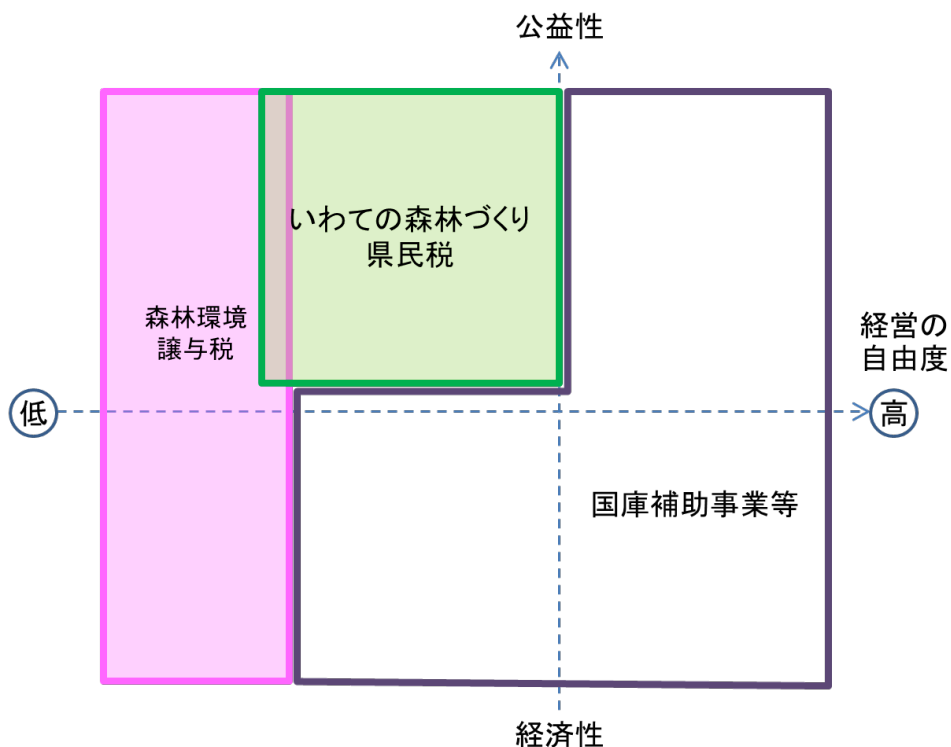 公益性
いわての森林づくり
県民税
森林環境
譲与税
経営の
自由度
低
高
国庫補助事業等
経済性